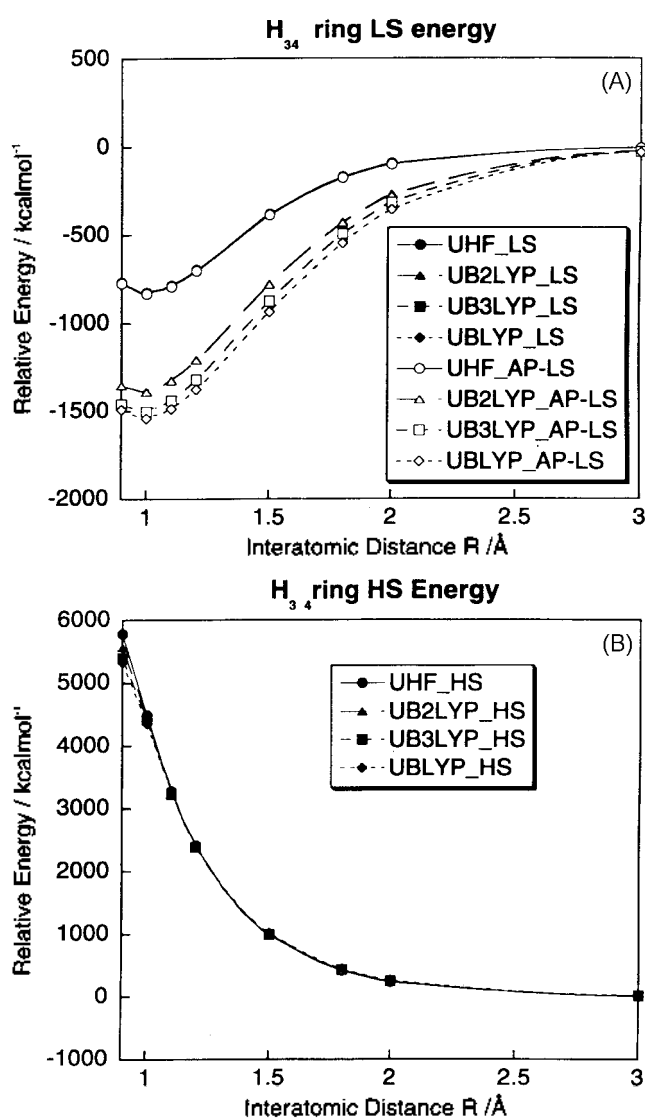 H₃₄ ring LS energy
(A)
500
0
-500
-1000
-1500
-2000
Relative Energy / kcalmol⁻¹
UHF_LS
UB2LYP_LS
UB3LYP_LS
UBLYP_LS
UHF_AP-LS
UB2LYP_AP-LS
UB3LYP_AP-LS
UBLYP_AP-LS
1 1.5 2 2.5 3
Interatomic Distance R /Å
H₃₄ ring HS Energy
(B)
6000
5000
4000
3000
2000
1000
0
-1000
Relative Energy / kcalmol⁻¹
UHF_HS
UB2LYP_HS
UB3LYP_HS
UBLYP_HS
1 1.5 2 2.5 3
Interatomic Distance R /Å